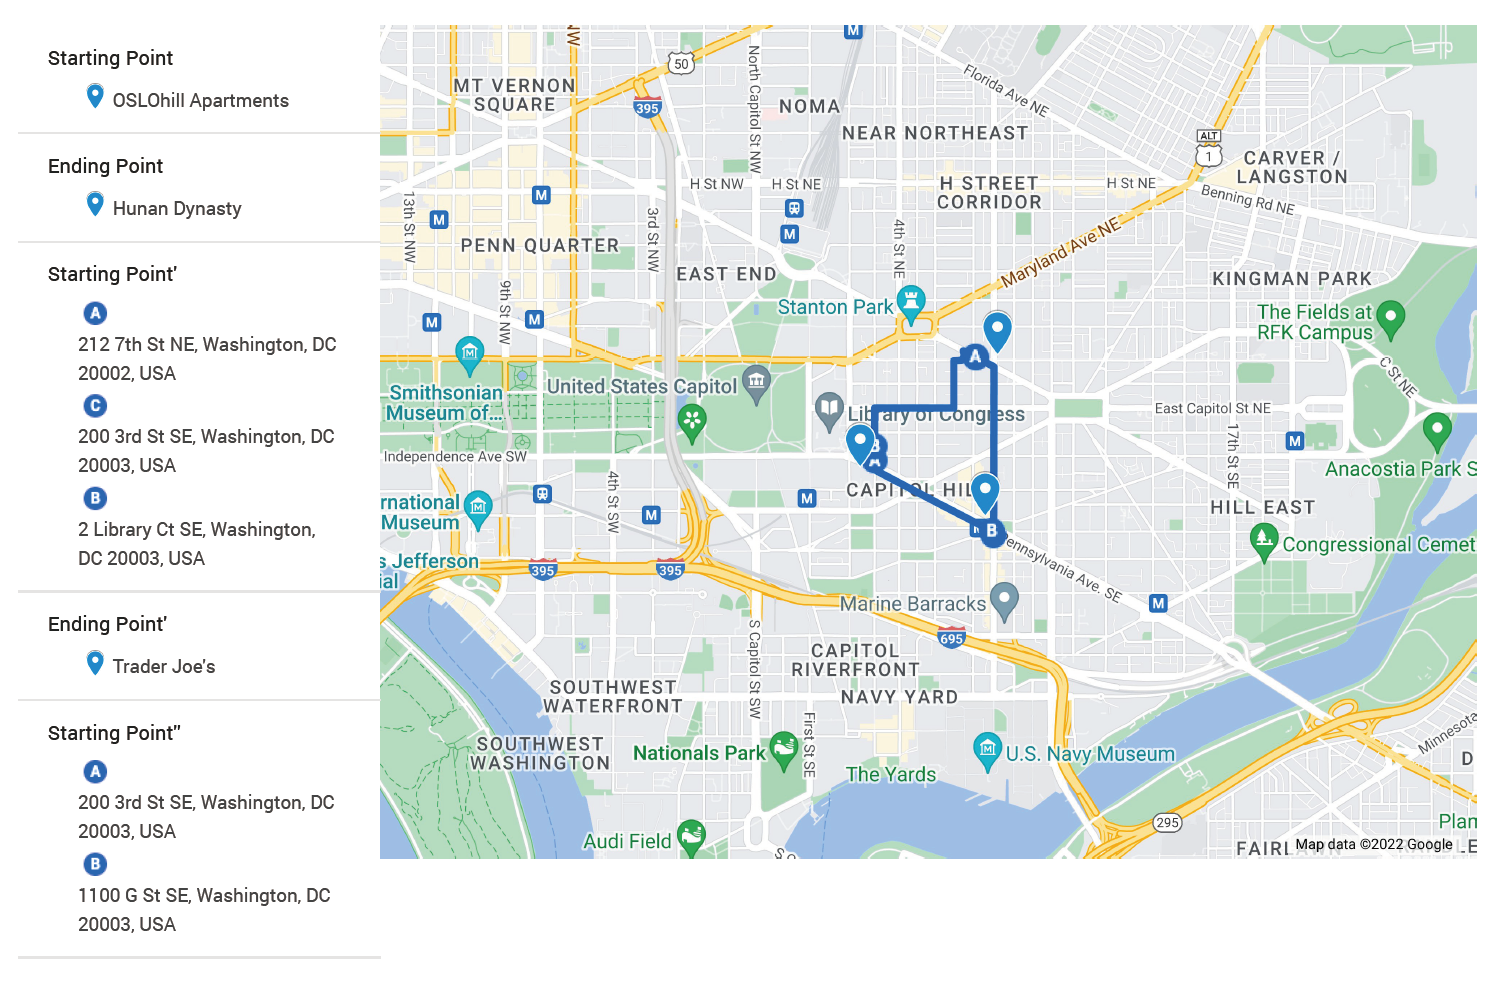 Starting Point
OSLOhill Apartments
Ending Point
Hunan Dynasty
Starting Point'
A
212 7th St NE, Washington, DC
20002, USA
C
200 3rd St SE, Washington, DC
20003, USA
B
2 Library Ct SE, Washington,
DC 20003, USA
Ending Point'
Trader Joe's
Starting Point"
A
200 3rd St SE, Washington, DC
20003, USA
B
1100 G St SE, Washington, DC
20003, USA
NW
M
50
MT VERNON
SQUARE
395
North Capitol St NW
NOMA
Florida Ave NE
NEAR NORTHEAST
ALT
1
CARVER /
LANGSTON
H St NW
H St NE
H STREET
CORRIDOR
H St NE
Benning Rd NE
13th St NW
M
M
3rd St NW
M
4th St NE
PENN QUARTER
EAST END
Maryland Ave NE
KINGMAN PARK
9th St NW
M
M
Stanton Park
The Fields at
RFK Campus
A
C St NE
Smithsonian
Museum of...
United States Capitol
Library of Congress
East Capitol St NE
B
A
M
17th St SE
Independence Ave SW
Anacostia Park S
4th St SW
CAPITOL HIL
HILL EAST
rnational
Museum
M
M
B
ennsylvania Ave. SE
Congressional Cemet
s Jefferson
ial
395
395
M
Marine Barracks
695
S Capitol St SW
CAPITOL
RIVERFRONT
SOUTHWEST
WATERFRONT
NAVY YARD
First St SE
SOUTHWEST
WASHINGTON
Nationals Park
The Yards
U.S. Navy Museum
Minnesota
D
295
Plan
Audi Field
FAIRL
LE
Map data ©2022 Google